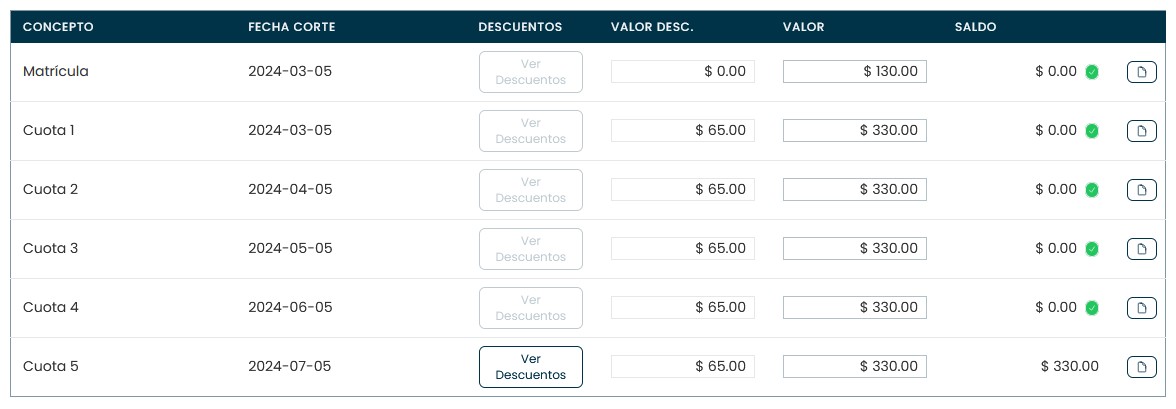 CONCEPTO FECHA CORTE DESCUENTOS VALOR DESC. VALOR SALDO
Matrícula 2024-03-05 Ver Descuentos $ 0.00 $ 130.00 $ 0.00
Cuota 1 2024-03-05 Ver Descuentos $ 65.00 $ 330.00 $ 0.00
Cuota 2 2024-04-05 Ver Descuentos $ 65.00 $ 330.00 $ 0.00
Cuota 3 2024-05-05 Ver Descuentos $ 65.00 $ 330.00 $ 0.00
Cuota 4 2024-06-05 Ver Descuentos $ 65.00 $ 330.00 $ 0.00
Cuota 5 2024-07-05 Ver Descuentos $ 65.00 $ 330.00 $ 330.00